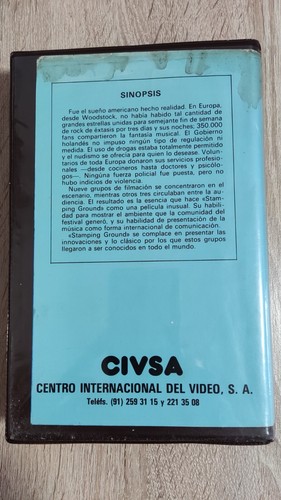 SINOPSIS
Fue el sueño americano hecho realidad. En Europa,
desde Woodstock, no había habido tal cantidad de
grandes estrellas unidas para semejante fin de semana
de rock de éxtasis por tres días y sus noches; 350.000
fans compartieron la fantasía musical. El Gobierno
holandés no impuso ningún tipo de regulación ni
medida. El uso de drogas estaba totalmente permitido
y el nudismo se ofrecía para quien lo desease. Volun-
tarios de toda Europa donaron sus servicios profesio-
nales —desde cocineros hasta doctores y psicólo-
gos—. Ninguna fuerza policial fue puesta, pero no
hubo indicios de violencia.
Nueve grupos de filmación se concentraron en el
escenario, mientras otros tres circulaban entre la au-
diencia. El resultado es la esencia que hace «Stam-
ping Ground» como una película inusual. Su habili-
dad para mostrar el ambiente que la comunidad del
festival generó, y su habilidad de presentación de la
música como forma internacional de comunicación.
«Stamping Ground» se complace en presentar las
innovaciones y lo clásico por los que estos grupos
llegaron a ser conocidos en todo el mundo.
CIVSA
CENTRO INTERNACIONAL DEL VIDEO, S. A.
Teléfs. (91) 259 31 15 y 221 35 08